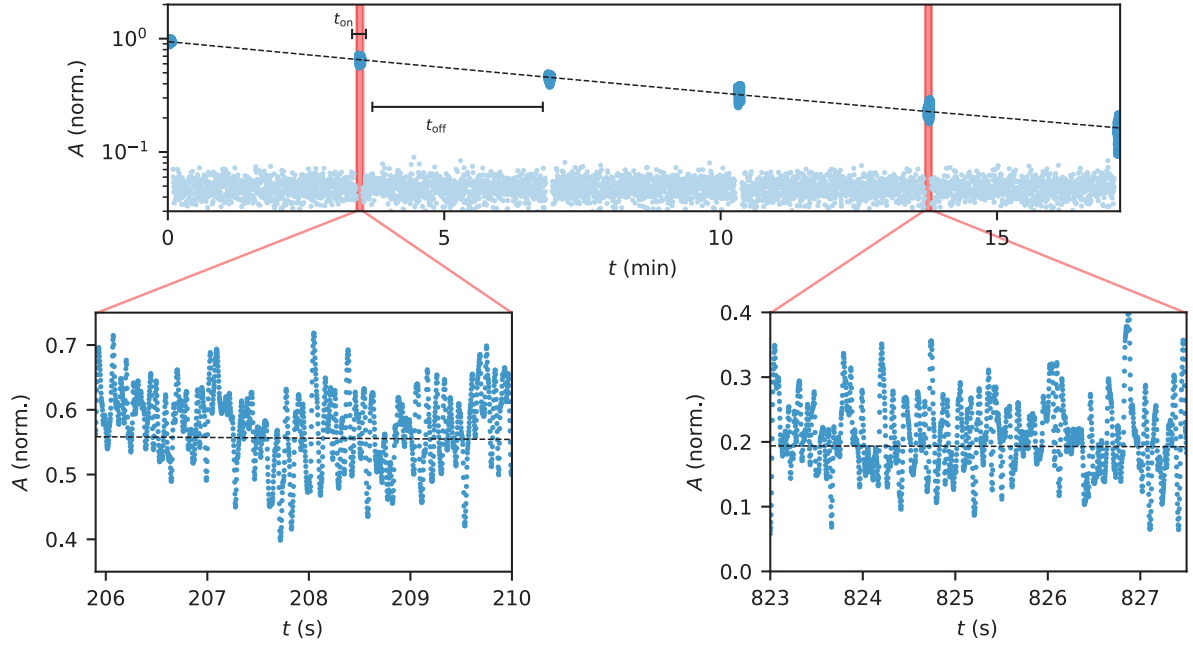 t_on
10^0
t_off
10^−1
A (norm.)
0 5 10 15
t (min)
0.7
0.6
0.5
0.4
A (norm.)
206 207 208 209 210
t (s)
0.4
0.3
0.2
0.1
0.0
A (norm.)
823 824 825 826 827
t (s)